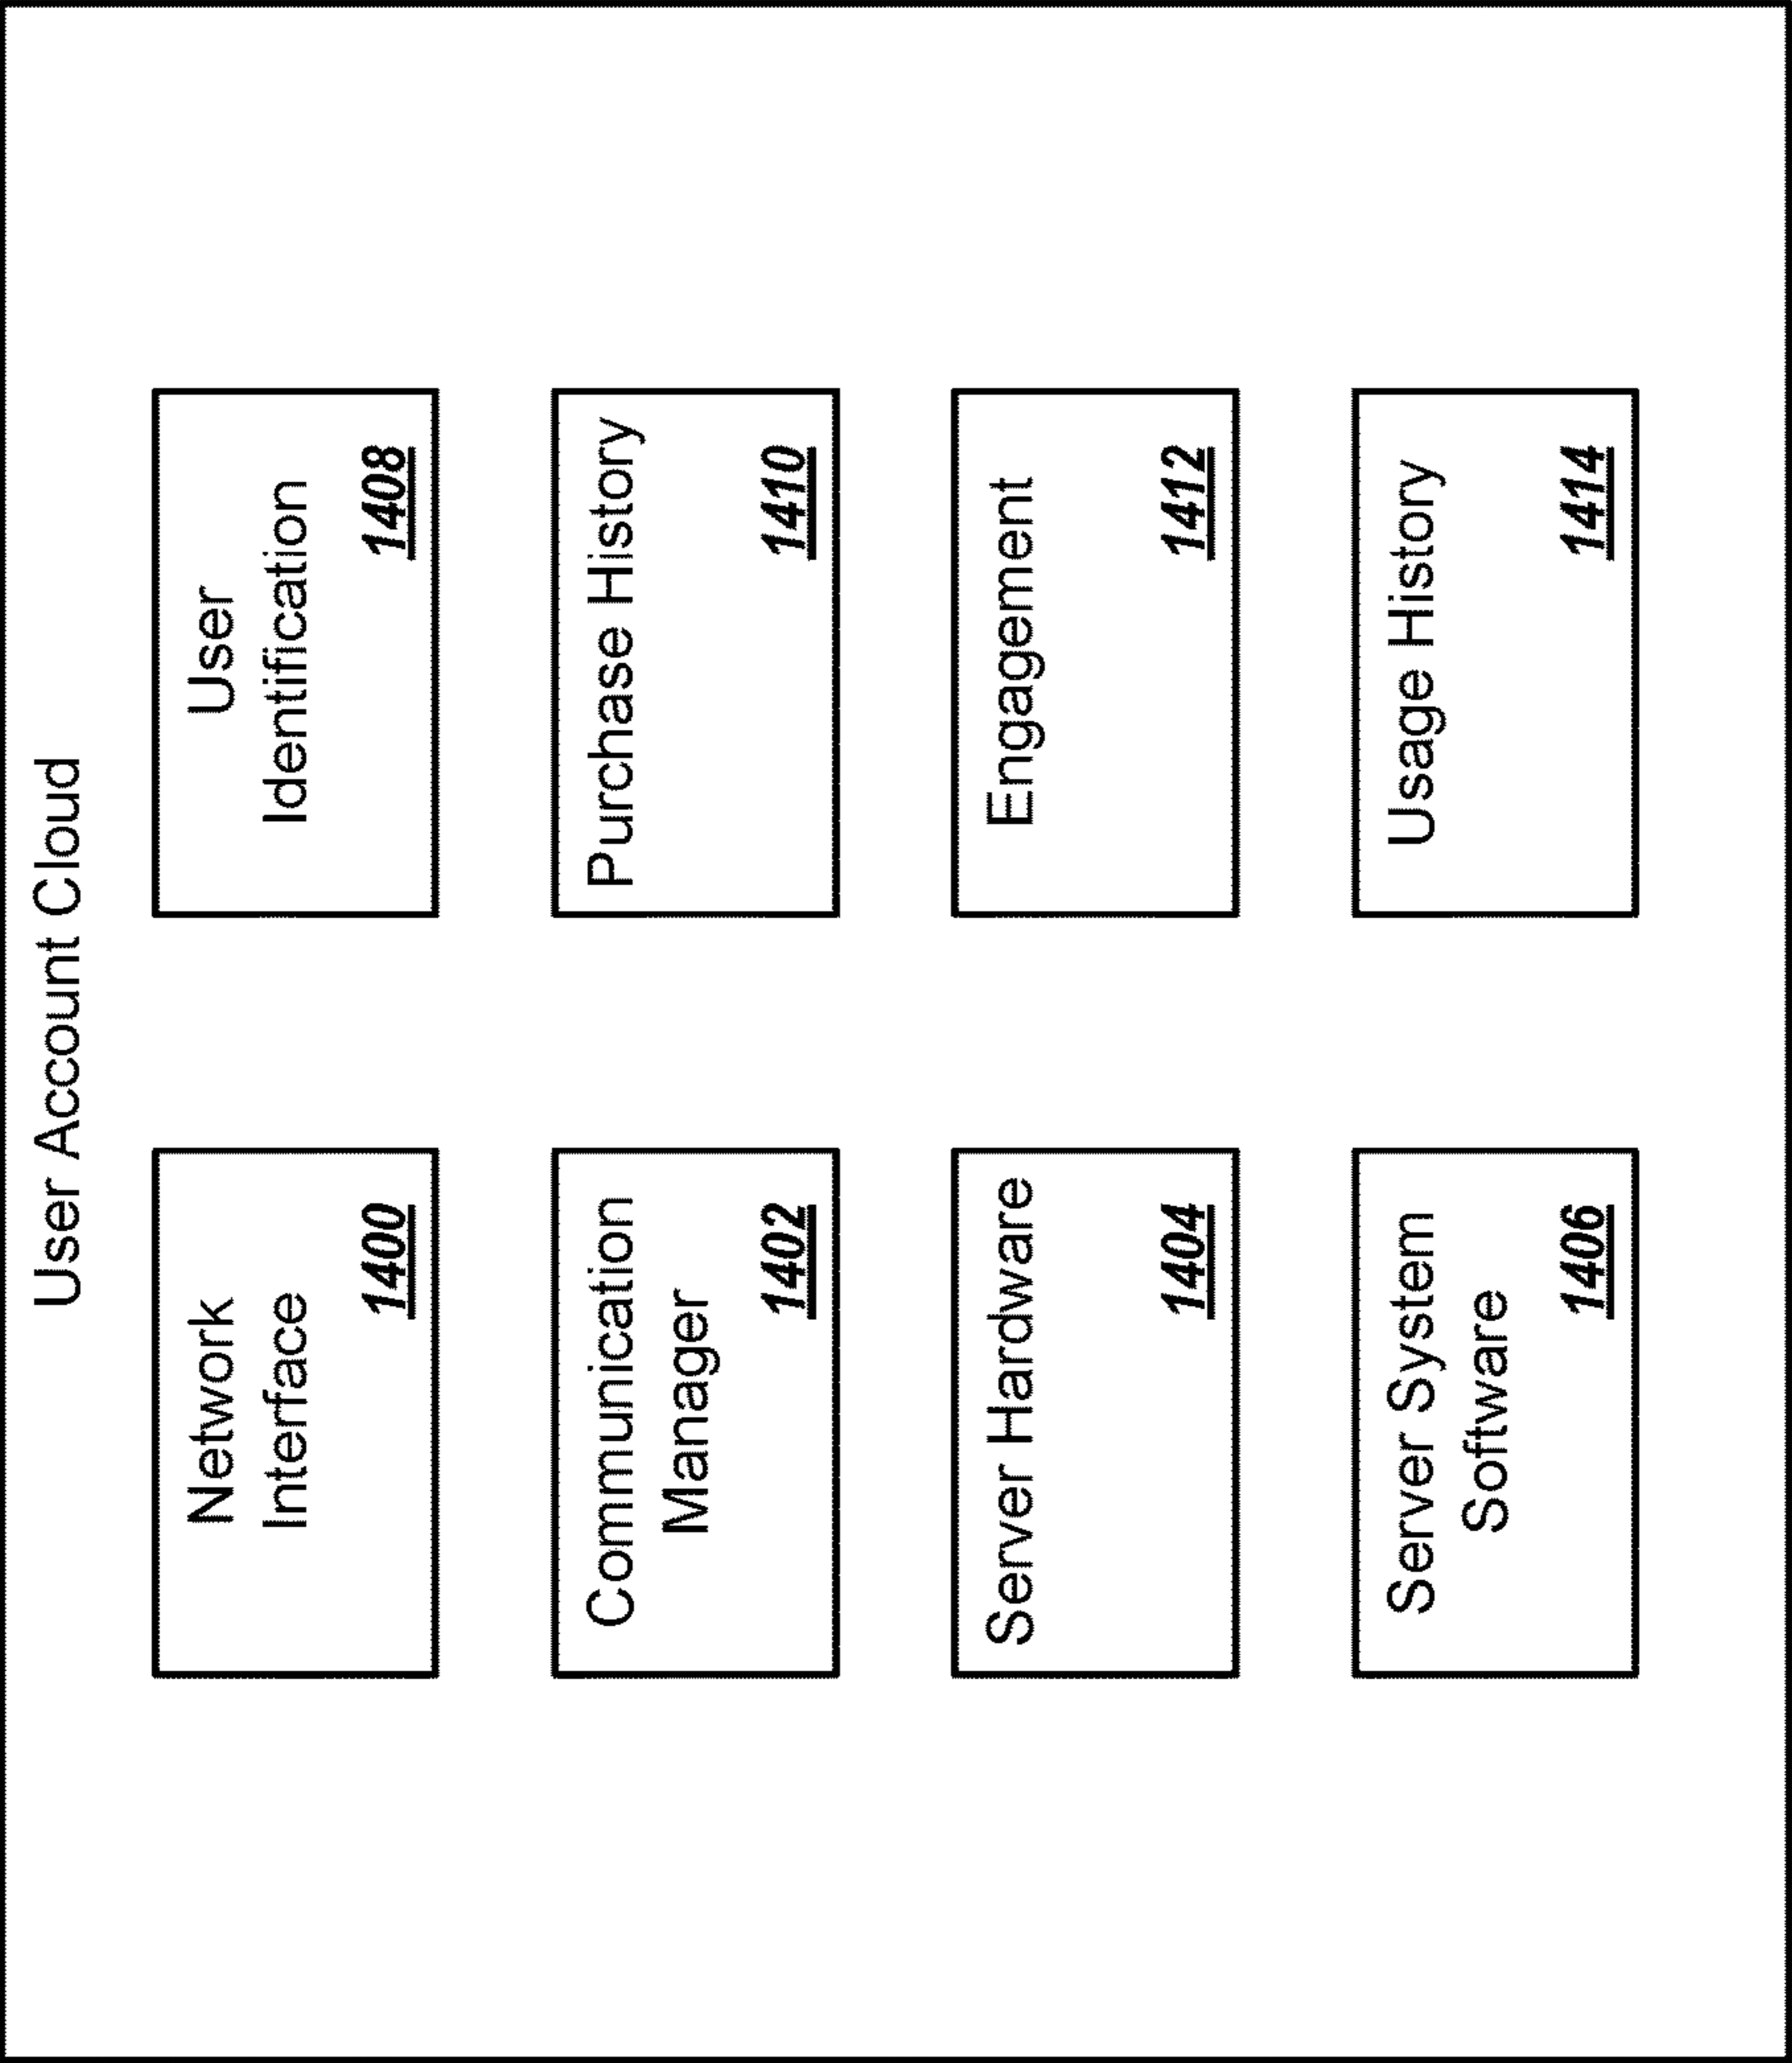 User Account Cloud
Network
Interface
1400
Communication
Manager
1402
Server Hardware
1404
Server System
Software
1406
User
Identification
1408
Purchase History
1410
Engagement
1412
Usage History
1414